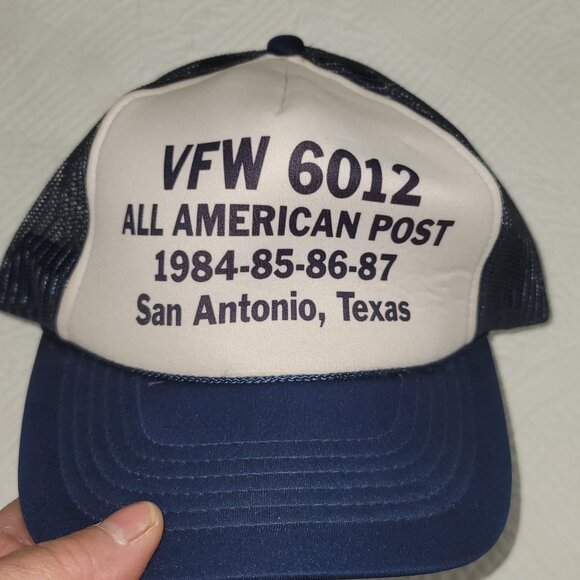 VFW 6012
ALL AMERICAN POST
1984-85-86-87
San Antonio, Texas